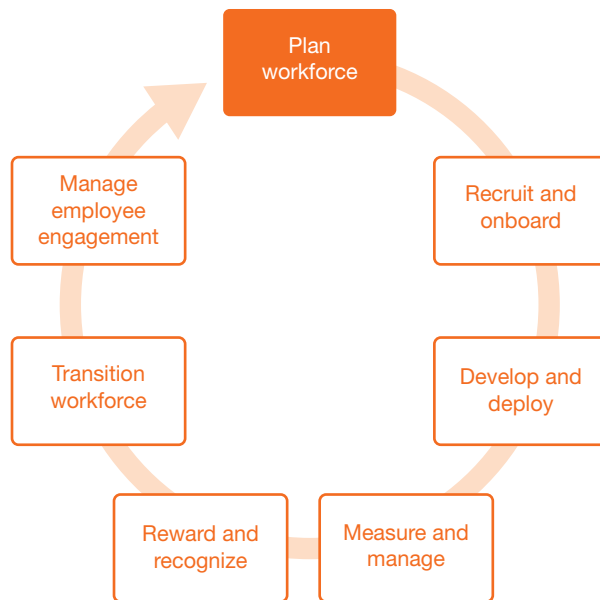 Plan
workforce
Recruit and
onboard
Develop and
deploy
Measure and
manage
Reward and
recognize
Transition
workforce
Manage
employee
engagement